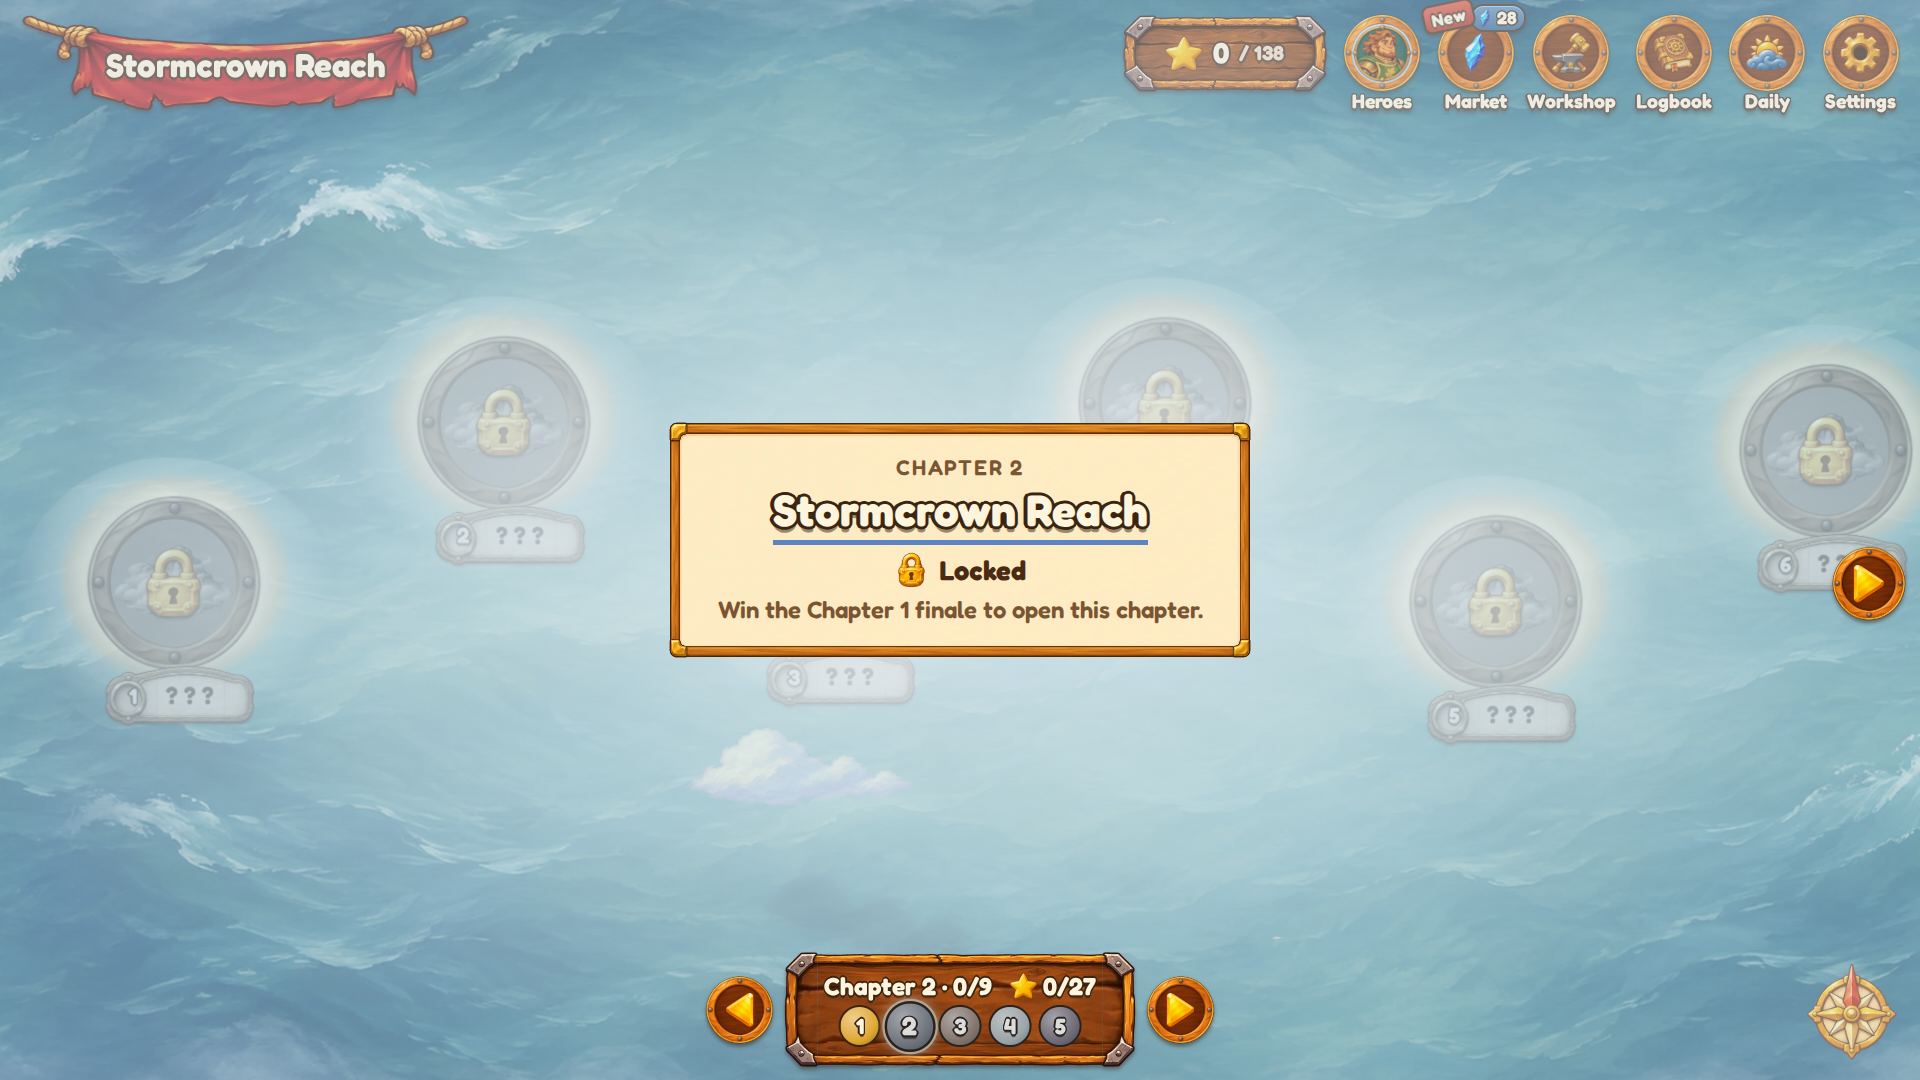 Stormcrown Reach
0 / 138
New
28
Heroes
Market
Workshop
Logbook
Daily
Settings
2 ???
1 ???
CHAPTER 2
Stormcrown Reach
Locked
Win the Chapter 1 finale to open this chapter.
3 ???
5 ???
6 ?
Chapter 2 · 0/9 0/27
1 2 3 4 5